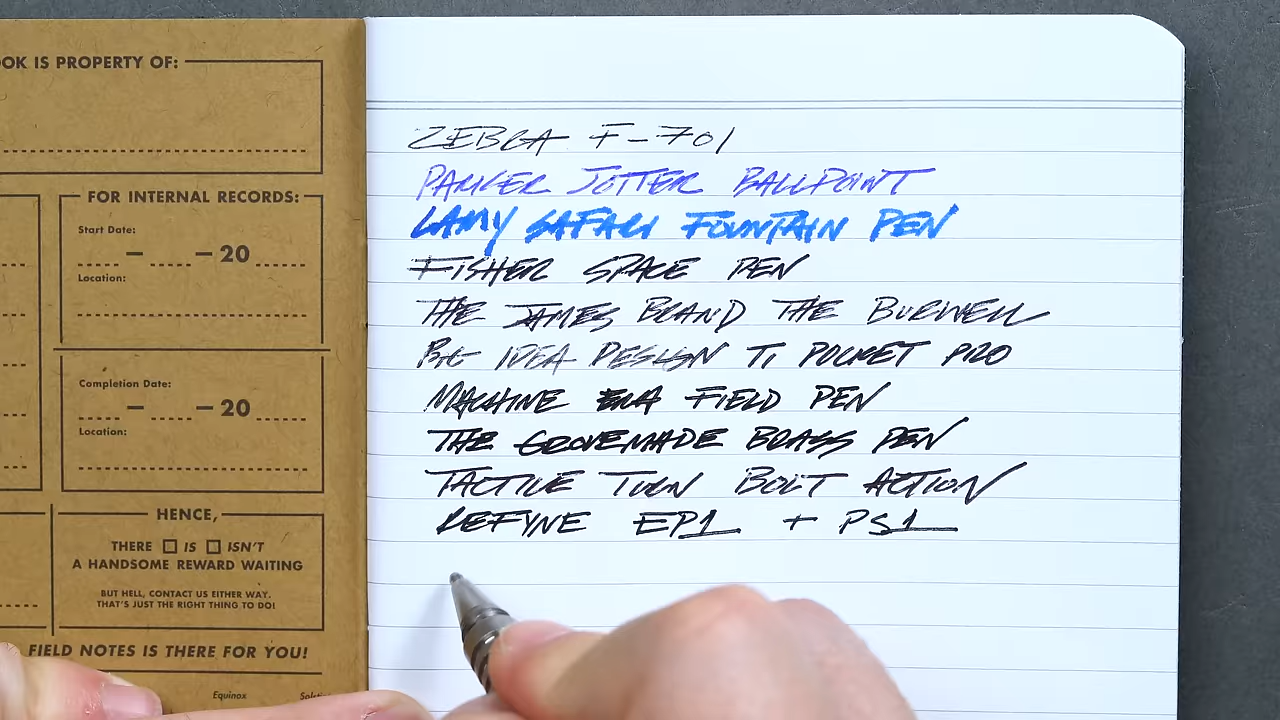 OOK IS PROPERTY OF:
FOR INTERNAL RECORDS:
Start Date:
— — 20
Location:
Completion Date:
— — 20
Location:
HENCE,
THERE ☐ IS ☐ ISN'T
A HANDSOME REWARD WAITING
BUT HELL, CONTACT US EITHER WAY.
THAT'S JUST THE RIGHT THING TO DO!
FIELD NOTES IS THERE FOR YOU!
Equinox
ZEBRA F-701
PARKER JOTTER BALLPOINT
LAMY SAFARI FOUNTAIN PEN
FISHER SPACE PEN
THE JAMES BRAND THE BURWELL
BIG IDEA DESIGN TI POCKET PRO
MACHINE ERA FIELD PEN
THE GROVEMADE BRASS PEN
TACTILE TURN BOLT ACTION
REFYNE EP1 + PS1